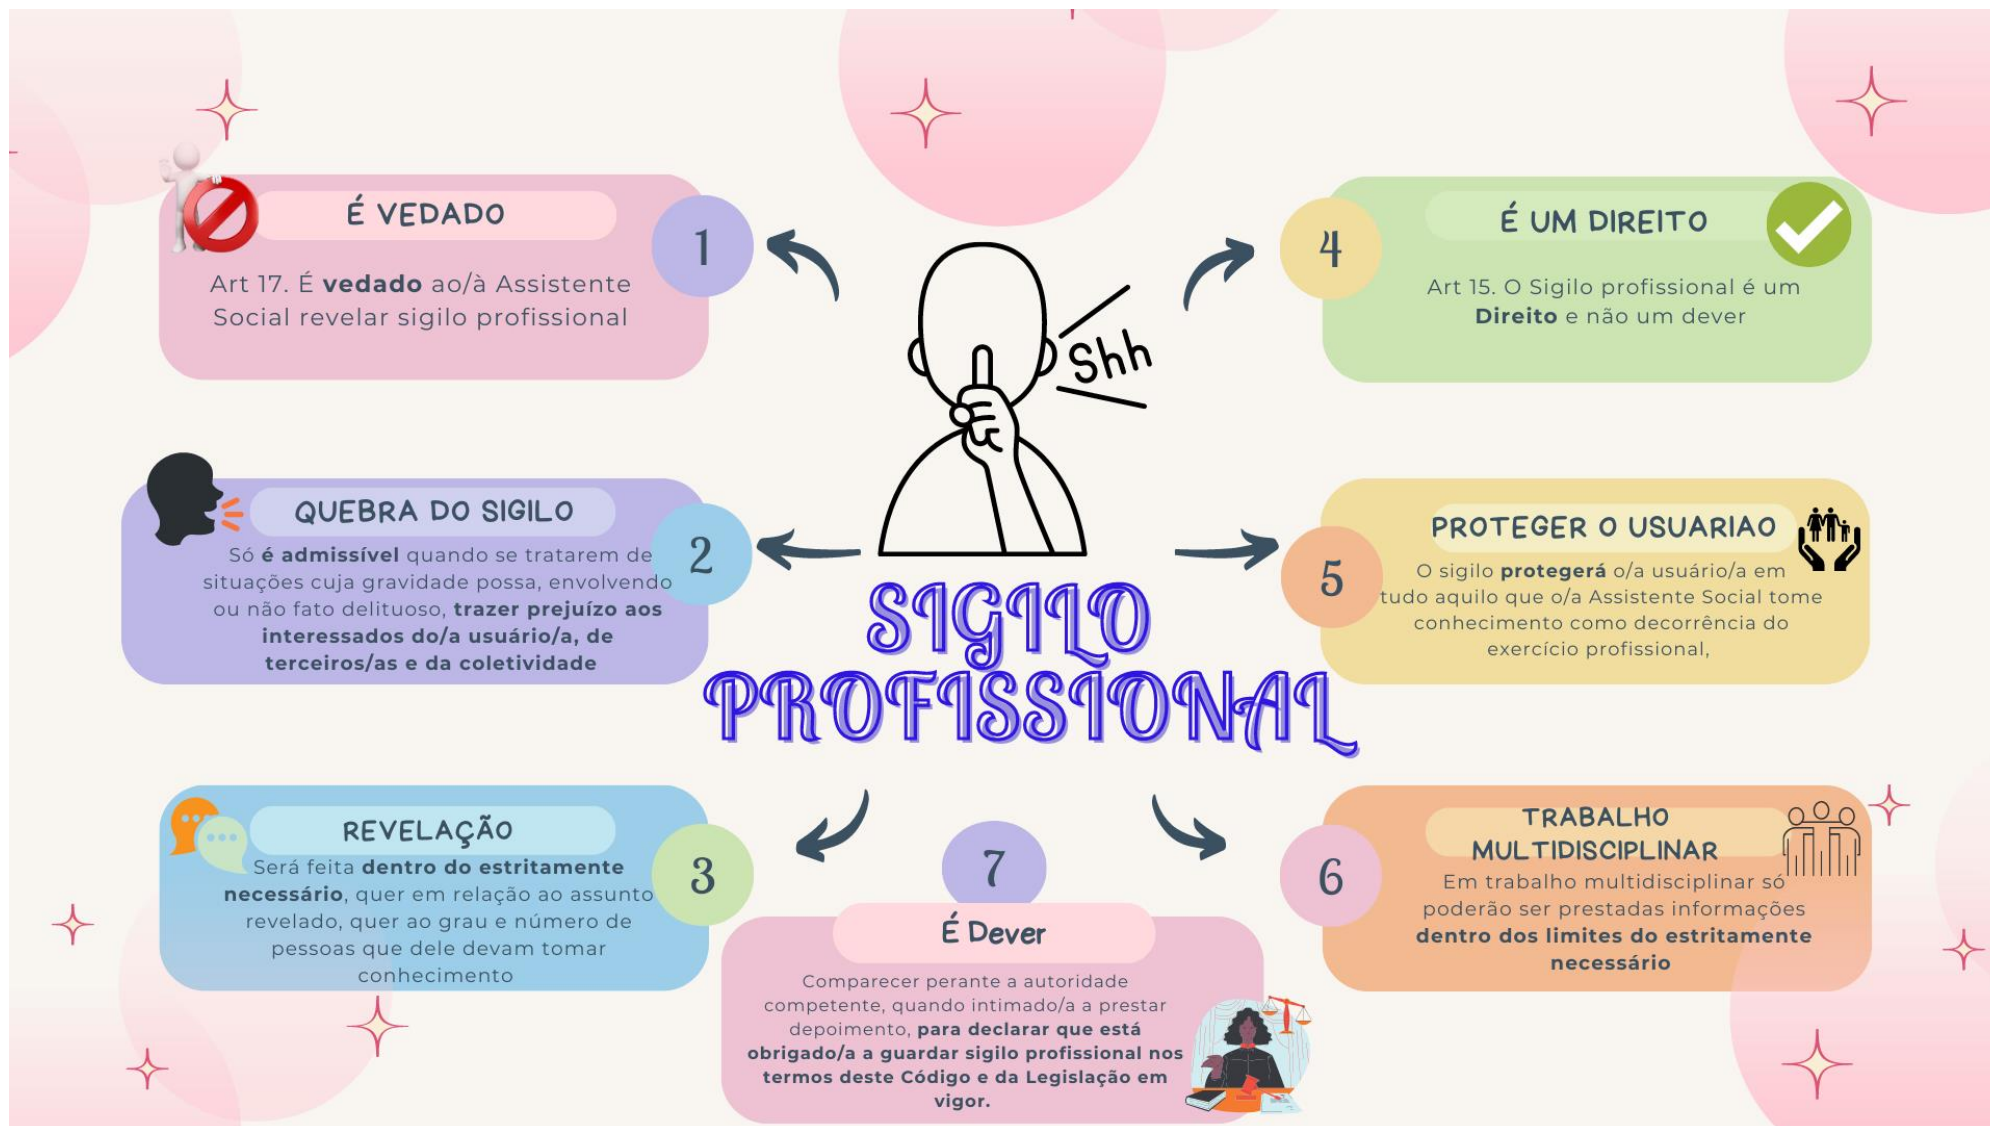 É VEDADO
1
Art 17. É vedado ao/à Assistente
Social revelar sigilo profissional
QUEBRA DO SIGILO
2
Só é admissível quando se tratarem de
situações cuja gravidade possa, envolvendo
ou não fato delituoso, trazer prejuízo aos
interessados do/a usuário/a, de
terceiros/as e da coletividade
REVELAÇÃO
3
Será feita dentro do estritamente
necessário, quer em relação ao assunto
revelado, quer ao grau e número de
pessoas que dele devam tomar
conhecimento
Shh
SIGILO
PROFISSIONAL
4
É UM DIREITO
Art 15. O Sigilo profissional é um
Direito e não um dever
5
PROTEGER O USUARIAO
O sigilo protegerá o/a usuário/a em
tudo aquilo que o/a Assistente Social tome
conhecimento como decorrência do
exercício profissional,
6
TRABALHO
MULTIDISCIPLINAR
Em trabalho multidisciplinar só
poderão ser prestadas informações
dentro dos limites do estritamente
necessário
7
É Dever
Comparecer perante a autoridade
competente, quando intimado/a a prestar
depoimento, para declarar que está
obrigado/a a guardar sigilo profissional nos
termos deste Código e da Legislação em
vigor.